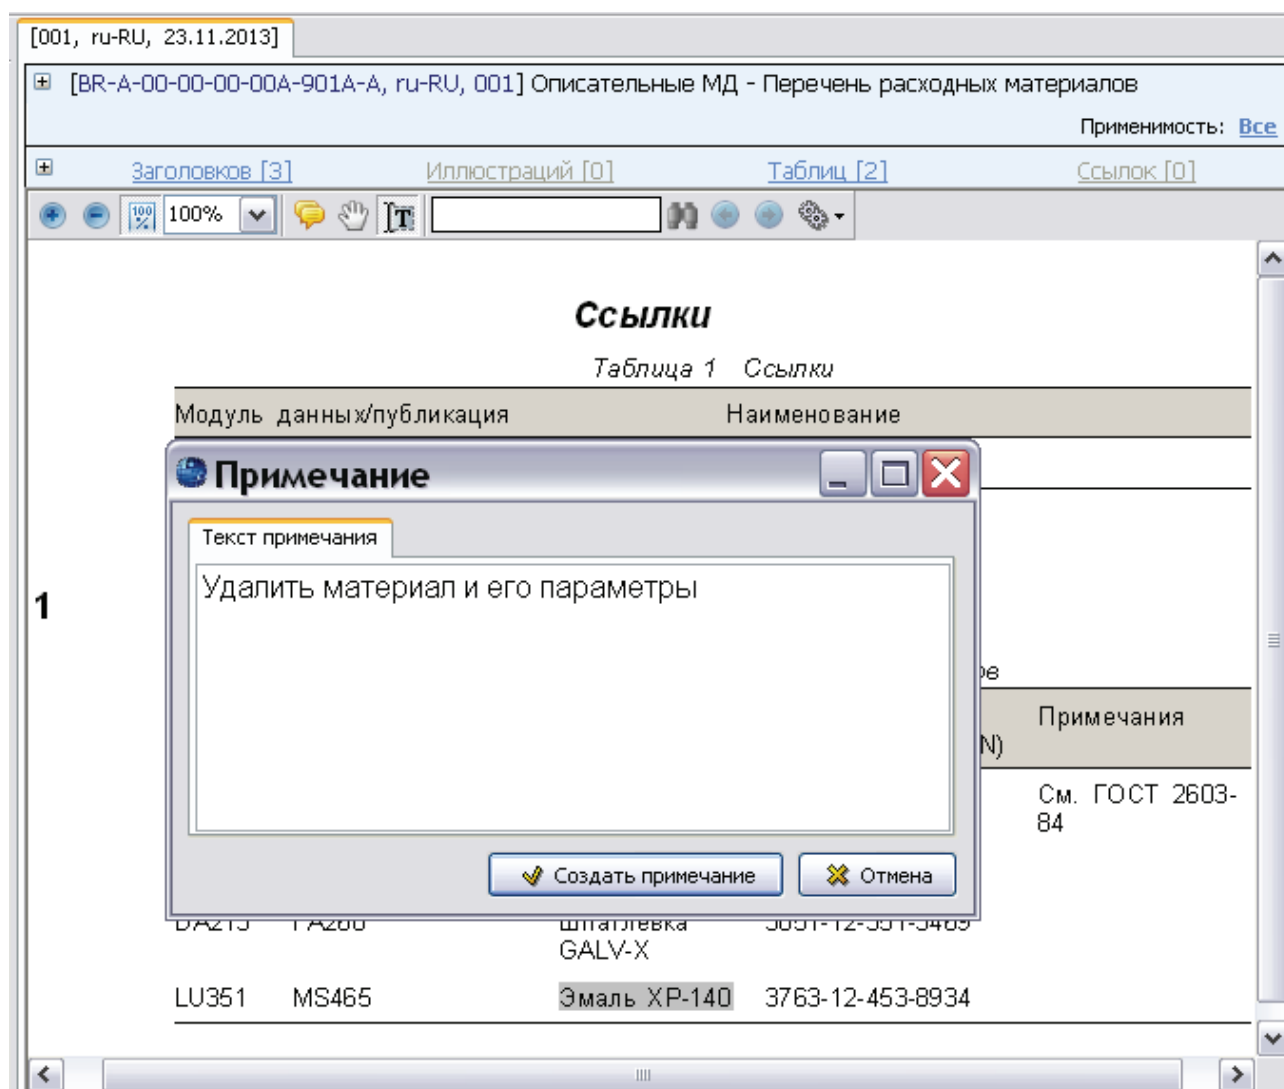 [001, ru-RU, 23.11.2013]
[BR-A-00-00-00-00A-901A-A, ru-RU, 001] Описательные МД - Перечень расходных материалов
Применимость: Все
Заголовков [3] Иллюстраций [0] Таблиц [2] Ссылок [0]
100%
Ссылки
Таблица 1 Ссылки
Модуль данных/публикация Наименование
Примечание
Текст примечания
Удалить материал и его параметры
1
Примечания
N)
См. ГОСТ 2603-
84
Создать примечание Отмена
Шпатлевка
GALV-X
LU351 MS465 Эмаль ХР-140 3763-12-453-8934